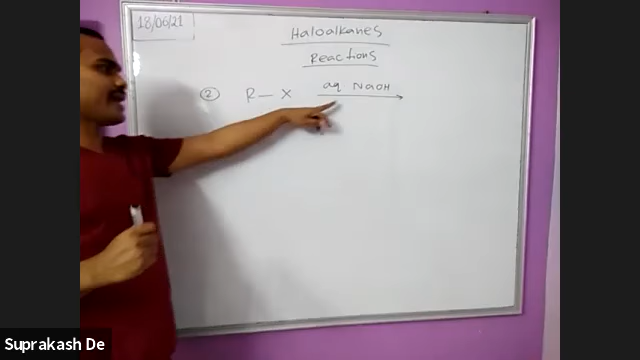 18/06/21
Haloalkanes
Reactions
② R — X aq NaOH
Suprakash De